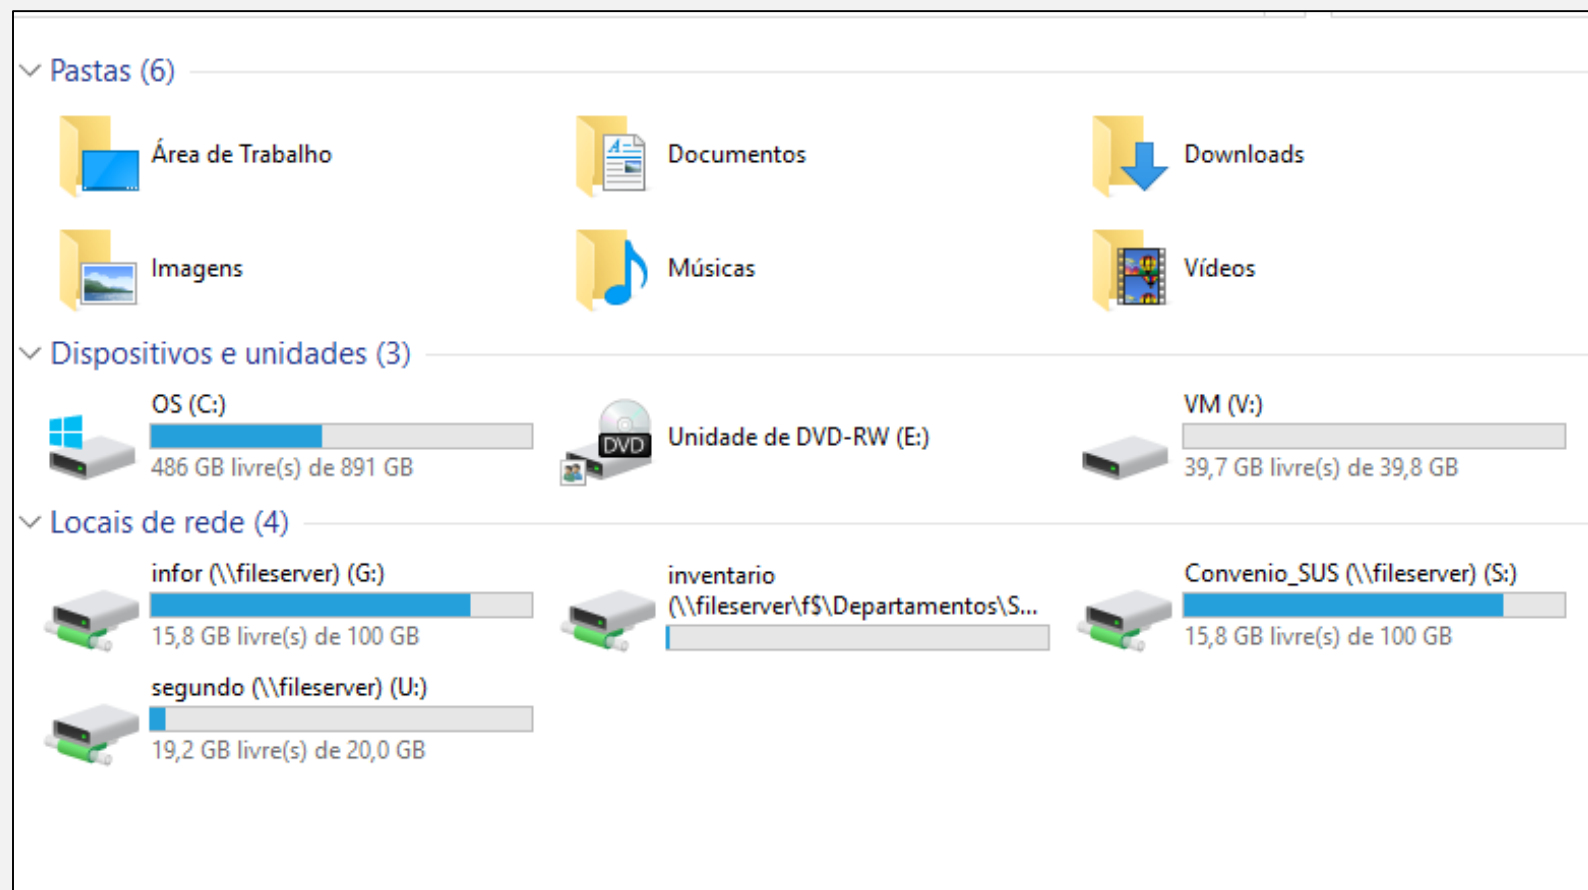 Pastas (6)
Área de Trabalho
Documentos
Downloads
Imagens
Músicas
Vídeos
Dispositivos e unidades (3)
OS (C:)
486 GB livre(s) de 891 GB
DVD
Unidade de DVD-RW (E:)
VM (V:)
39,7 GB livre(s) de 39,8 GB
Locais de rede (4)
infor (\\fileserver) (G:)
15,8 GB livre(s) de 100 GB
inventario
(\\fileserver\f$\Departamentos\S...
Convenio_SUS (\\fileserver) (S:)
15,8 GB livre(s) de 100 GB
segundo (\\fileserver) (U:)
19,2 GB livre(s) de 20,0 GB